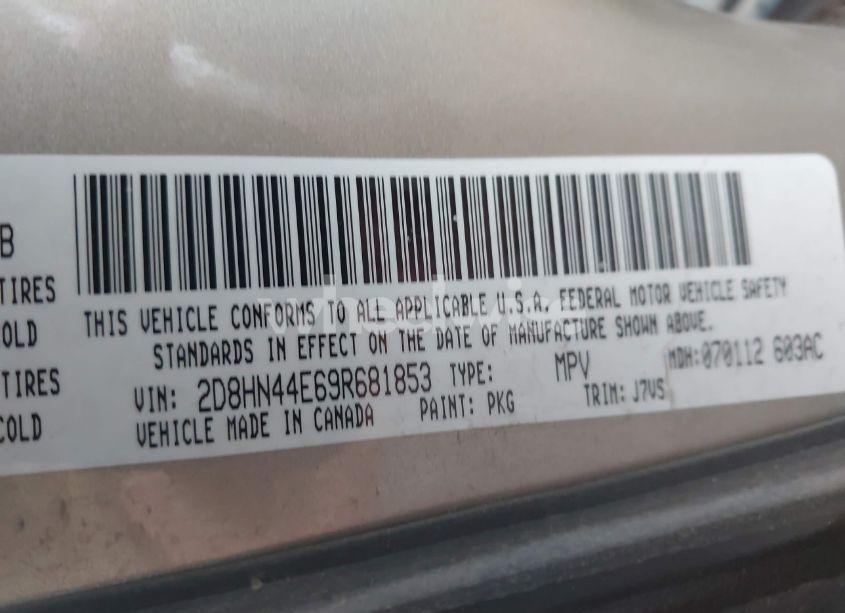 B
TIRES
OLD
TIRES
COLD
THIS VEHICLE CONFORMS TO ALL APPLICABLE U.S.A. FEDERAL MOTOR VEHICLE SAFETY
STANDARDS IN EFFECT ON THE DATE OF MANUFACTURE SHOWN ABOVE.
VIN: 2D8HN44E69R681853 TYPE: MPV MDH:070112 603AC
VEHICLE MADE IN CANADA PAINT: PKG TRIM: J7VS